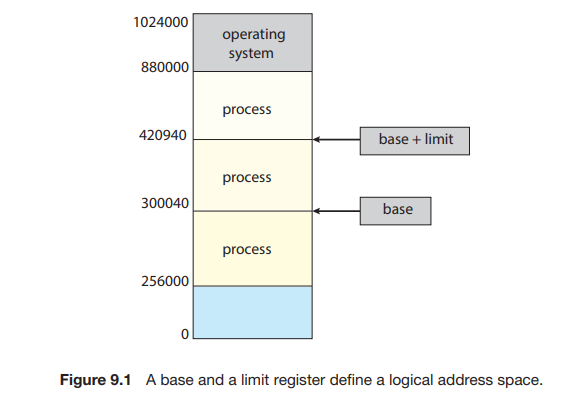 1024000
operating
system
880000
process
420940
base + limit
process
300040
base
process
256000
0
Figure 9.1 A base and a limit register define a logical address space.